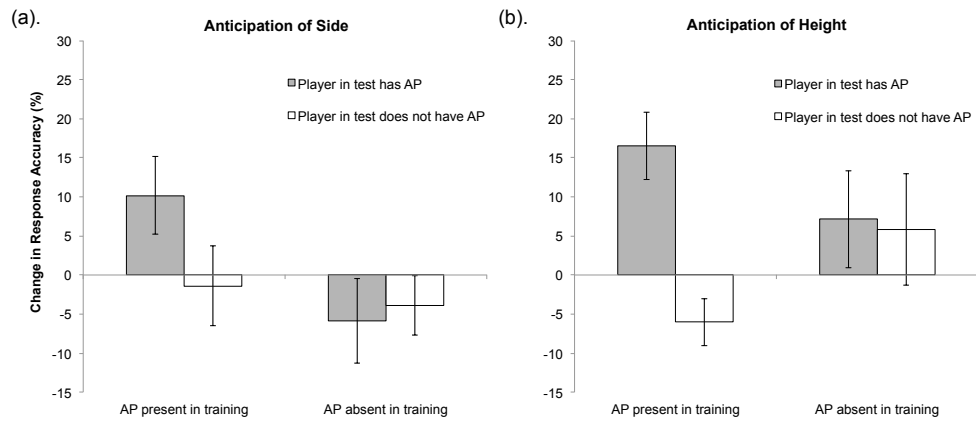 (a).
Anticipation of Side
Change in Response Accuracy (%)
30
25
20
15
10
5
0
-5
-10
-15
Player in test has AP
Player in test does not have AP
AP present in training
AP absent in training
(b).
Anticipation of Height
30
25
20
15
10
5
0
-5
-10
-15
Player in test has AP
Player in test does not have AP
AP present in training
AP absent in training